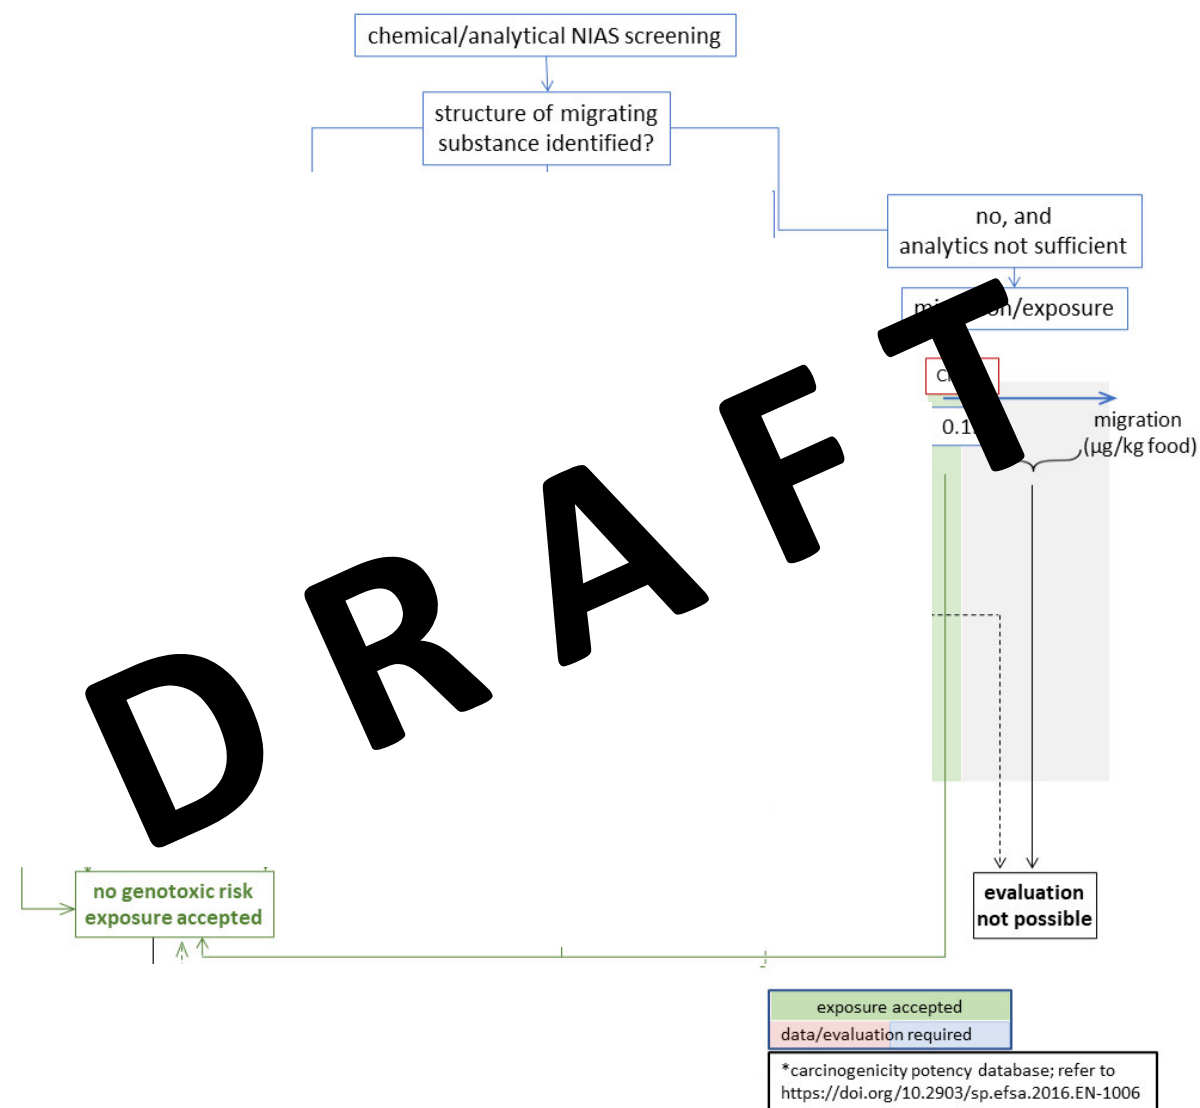 chemical/analytical NIAS screening
structure of migrating
substance identified?
no, and
analytics not sufficient
/exposure
migration
(µg/kg food)
DRAFT
no genotoxic risk
exposure accepted
evaluation
not possible
exposure accepted
data/evaluation required
*carcinogenicity potency database; refer to
https://doi.org/10.2903/sp.efsa.2016.EN-1006